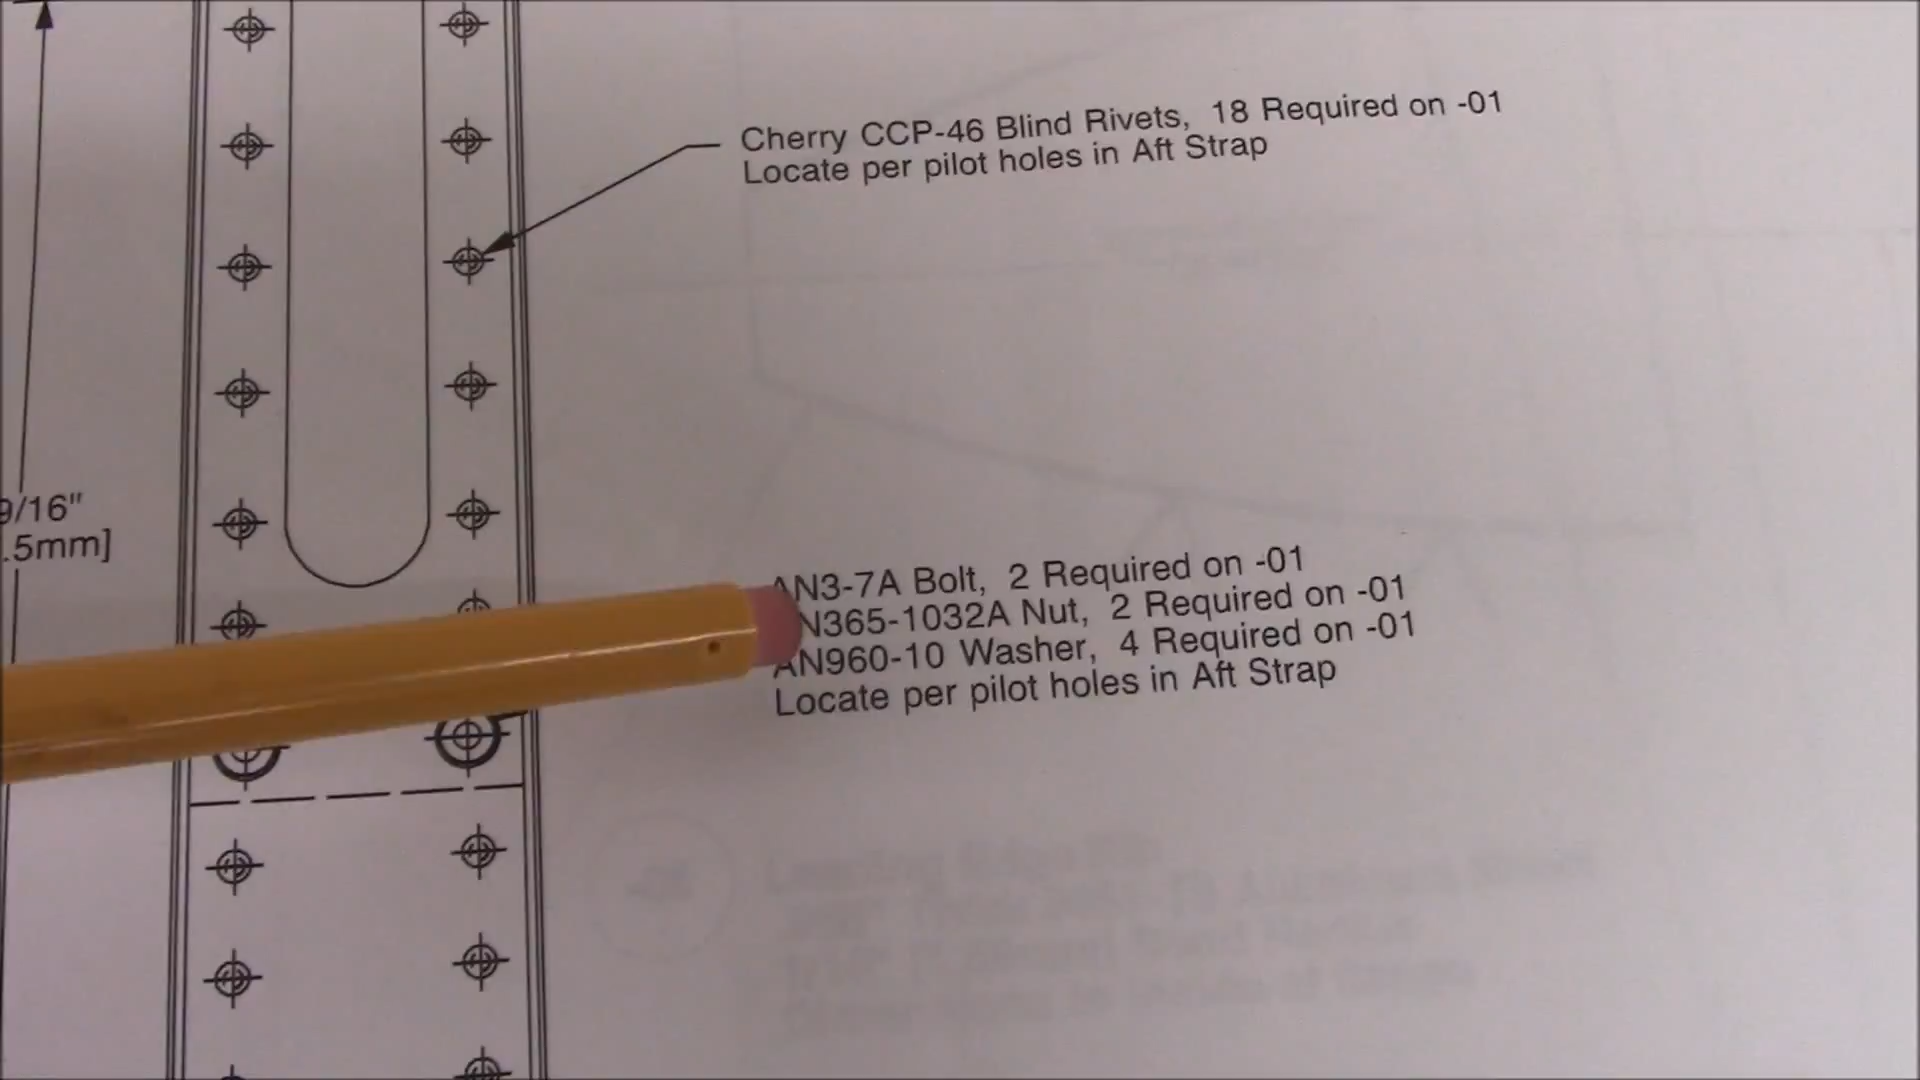 Cherry CCP-46 Blind Rivets, 18 Required on -01
Locate per pilot holes in Aft Strap
9/16"
.5mm]
AN3-7A Bolt, 2 Required on -01
N365-1032A Nut, 2 Required on -01
AN960-10 Washer, 4 Required on -01
Locate per pilot holes in Aft Strap